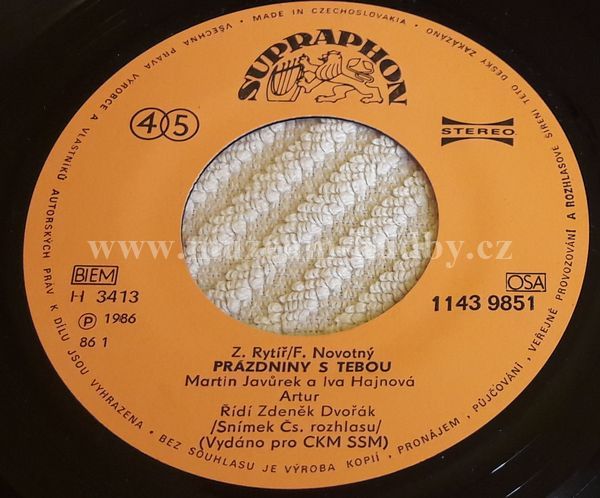 MADE IN CZECHOSLOVAKIA • VŠECHNA PRÁVA VÝROBCE A VLASTNÍKŮ AUTORSKÝCH PRÁV K DÍLU JSOU VYHRAZENA • BEZ SOUHLASU JE VÝROBA KOPIÍ, PRONÁJEM, PŮJČOVÁNÍ, VEŘEJNÉ PROVOZOVÁNÍ A ROZHLASOVÉ ŠÍŘENÍ TÉTO DESKY ZAKÁZÁNO
SUPRAPHON
45
STEREO
BIEM
H 3413
Ⓟ 1986
86 1
OSA
1143 9851
Z. Rytíř/F. Novotný
PRÁZDNINY S TEBOU
Martin Javůrek a Iva Hajnová
Artur
Řídí Zdeněk Dvořák
/Snímek Čs. rozhlasu/
(Vydáno pro CKM SSM)